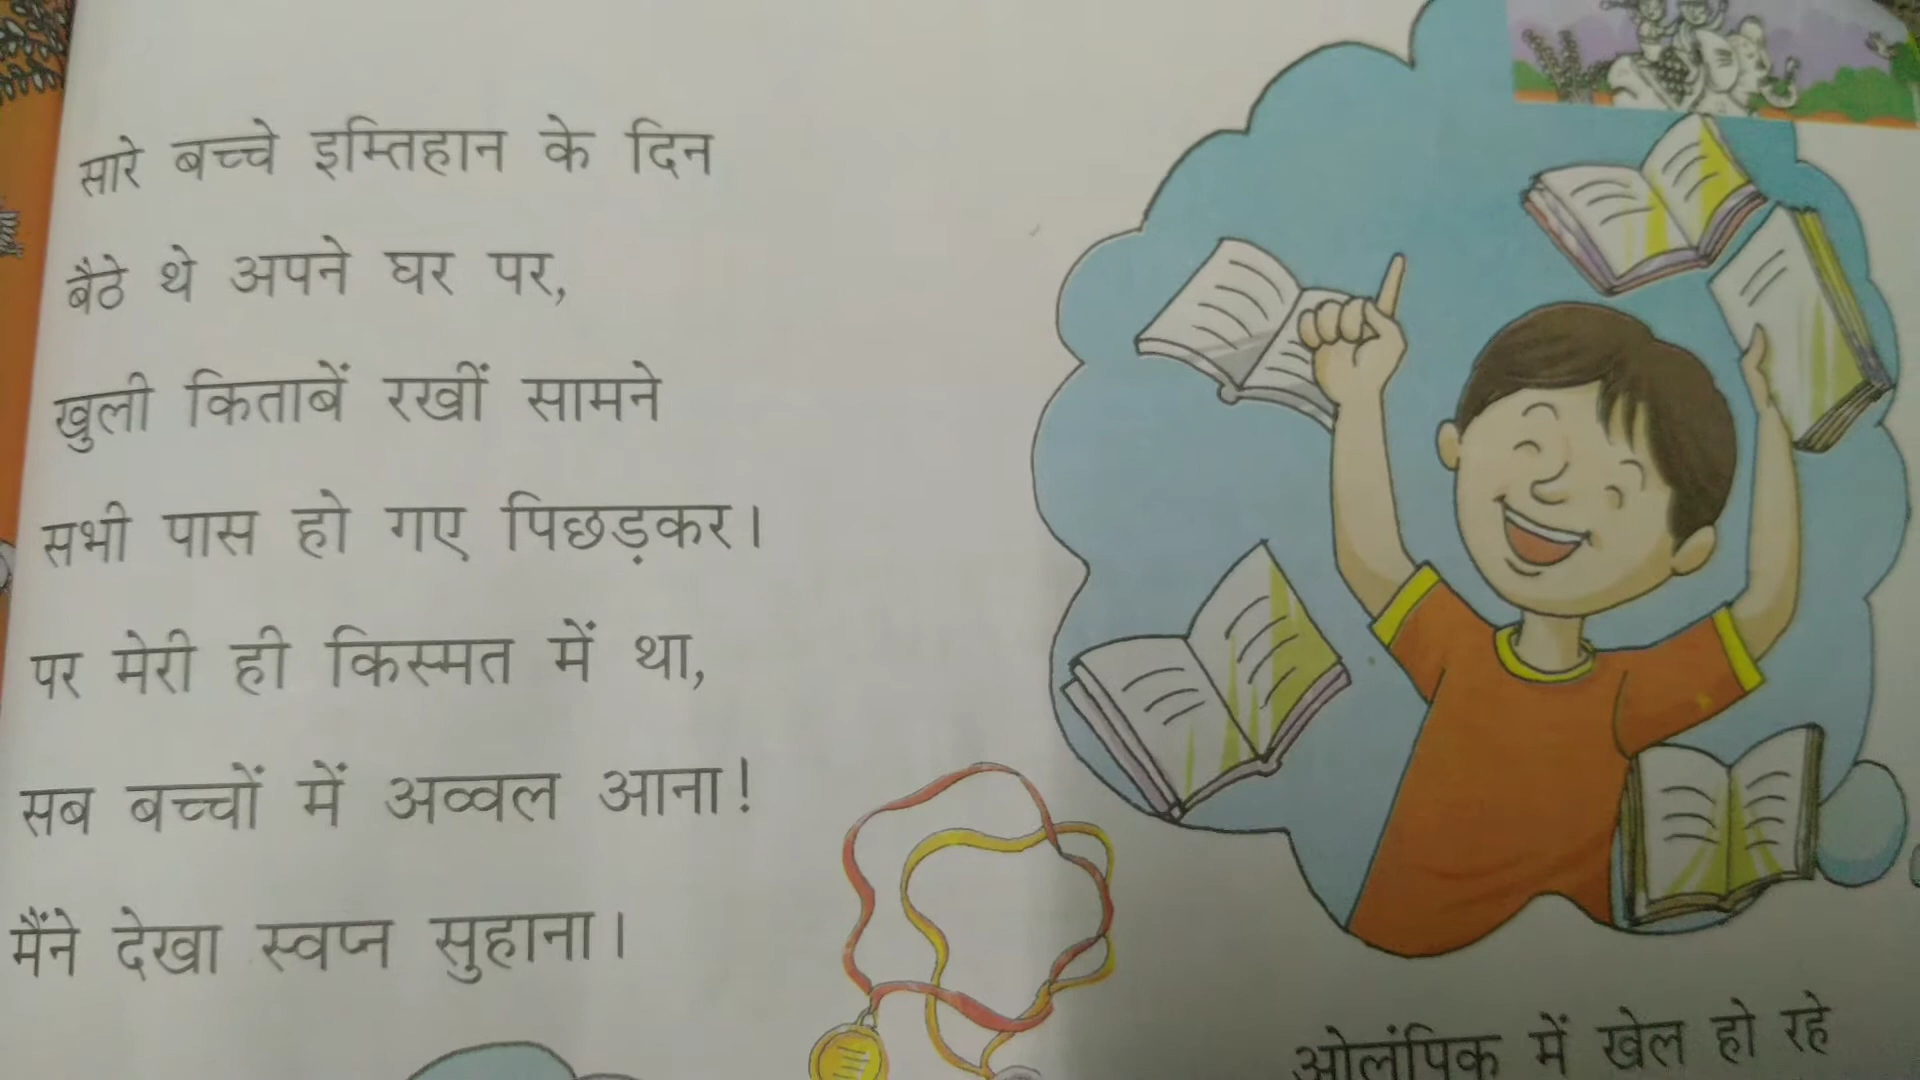 सारे बच्चे इम्तिहान के दिन
बैठे थे अपने घर पर,
खुली किताबें रखीं सामने
सभी पास हो गए पिछड़कर।
पर मेरी ही किस्मत में था,
सब बच्चों में अव्वल आना!
मैंने देखा स्वप्न सुहाना।
ओलंपिक में खेल हो रहे